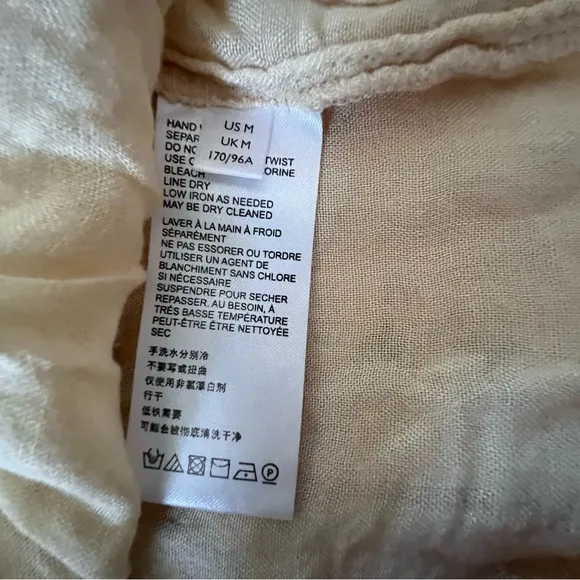 US M
UK M
170/96A
HAND
SEPAR
DO NO TWIST
USE ORINE
BLEACH
LINE DRY
LOW IRON AS NEEDED
MAY BE DRY CLEANED
LAVER À LA MAIN À FROID
SÉPARÉMENT
NE PAS ESSORER OU TORDRE
UTILISER UN AGENT DE
BLANCHIMENT SANS CHLORE
SI NÉCESSAIRE
SUSPENDRE POUR SECHER
REPASSER. AU BESOIN, À
TRÈS BASSE TEMPÉRATURE
PEUT-ÊTRE ÊTRE NETTOYÉE
SEC
手洗水分别冷
不要写或扭曲
仅使用非氯漂白剂
行干
低铁需要
可能会被彻底清洗干净
P